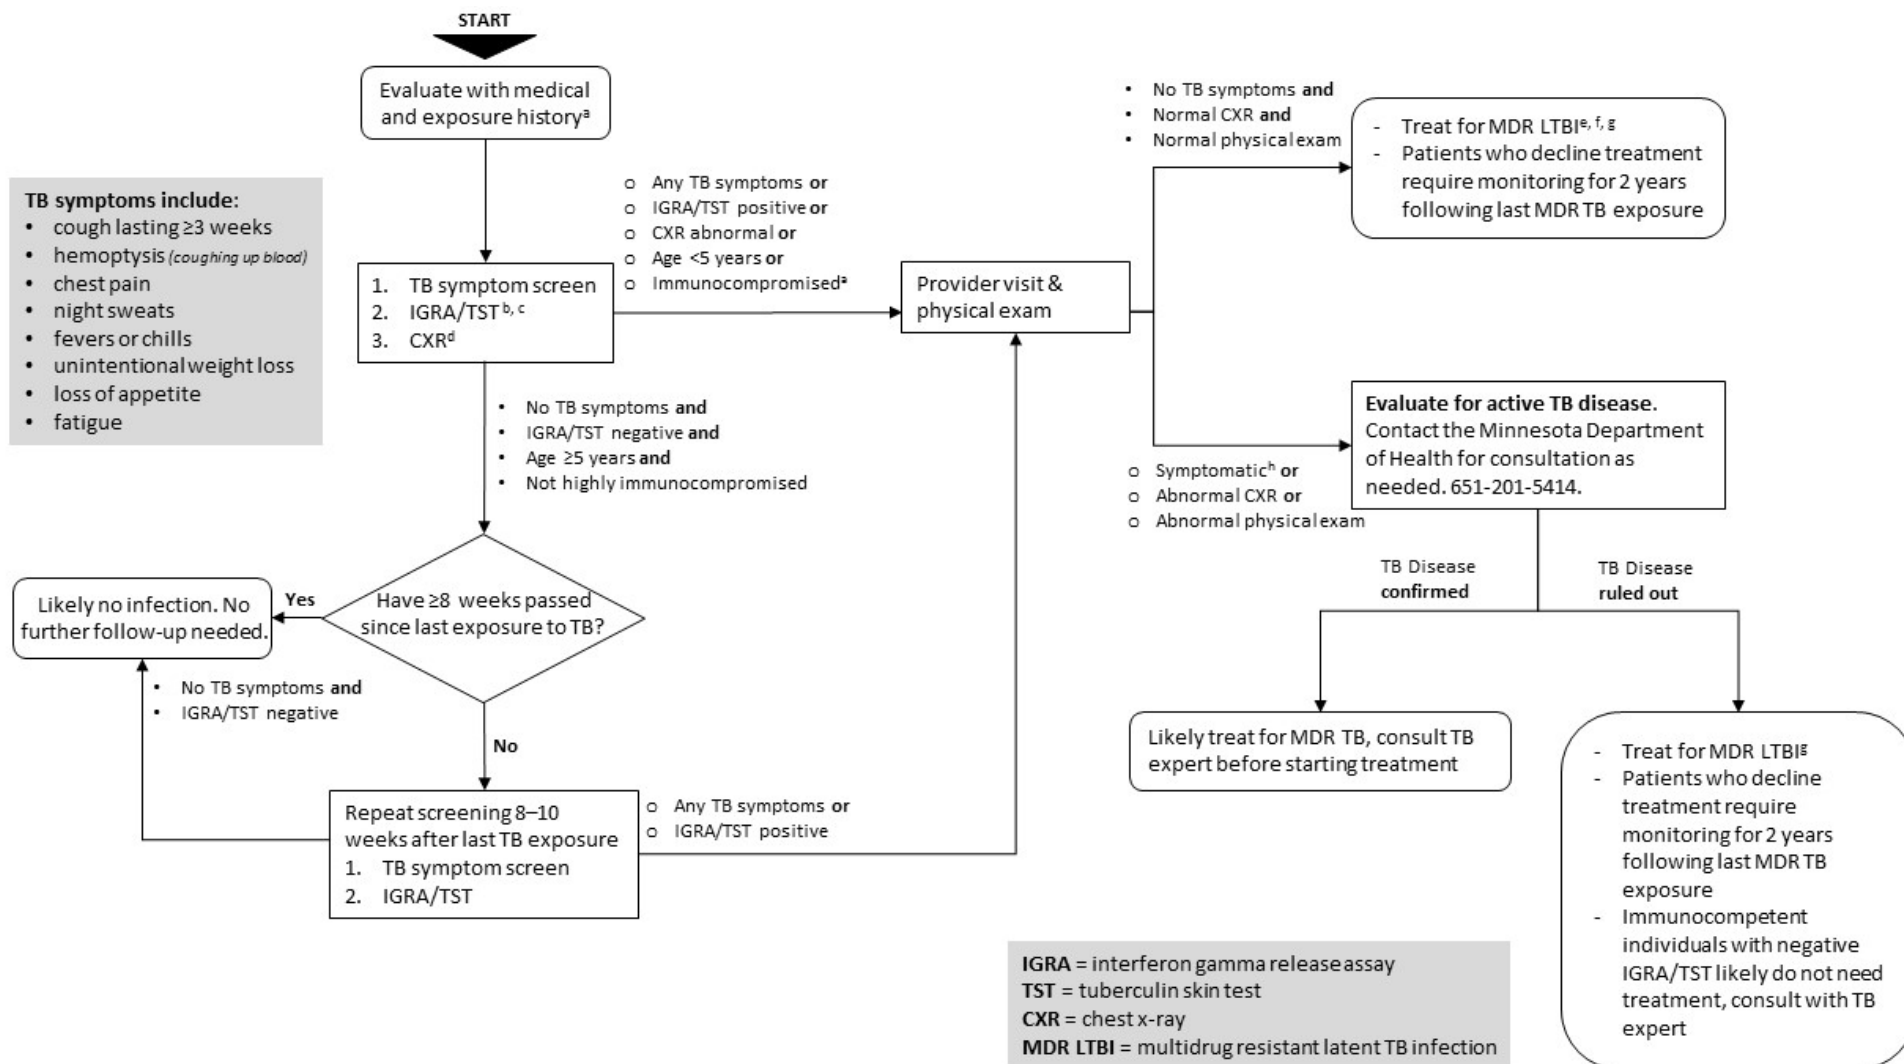 START
Evaluate with medical
and exposure historyª
TB symptoms include:
• cough lasting ≥3 weeks
• hemoptysis (coughing up blood)
• chest pain
• night sweats
• fevers or chills
• unintentional weight loss
• loss of appetite
• fatigue
1. TB symptom screen
2. IGRA/TST ᵇ, ᶜ
3. CXRᵈ
o Any TB symptoms or
o IGRA/TST positive or
o CXR abnormal or
o Age <5 years or
o Immunocompromisedª
Provider visit &
physical exam
• No TB symptoms and
• Normal CXR and
• Normal physical exam
- Treat for MDR LTBIᵉ, ᶠ, ᵍ
- Patients who decline treatment
require monitoring for 2 years
following last MDR TB exposure
• No TB symptoms and
• IGRA/TST negative and
• Age ≥5 years and
• Not highly immunocompromised
o Symptomaticʰ or
o Abnormal CXR or
o Abnormal physical exam
Evaluate for active TB disease.
Contact the Minnesota Department
of Health for consultation as
needed. 651-201-5414.
Have ≥8 weeks passed
since last exposure to TB?
Yes
Likely no infection. No
further follow-up needed.
• No TB symptoms and
• IGRA/TST negative
No
Repeat screening 8–10
weeks after last TB exposure
1. TB symptom screen
2. IGRA/TST
o Any TB symptoms or
o IGRA/TST positive
TB Disease
confirmed
TB Disease
ruled out
Likely treat for MDR TB, consult TB
expert before starting treatment
- Treat for MDR LTBIᵍ
- Patients who decline
treatment require
monitoring for 2 years
following last MDR TB
exposure
- Immunocompetent
individuals with negative
IGRA/TST likely do not need
treatment, consult with TB
expert
IGRA = interferon gamma release assay
TST = tuberculin skin test
CXR = chest x-ray
MDR LTBI = multidrug resistant latent TB infection